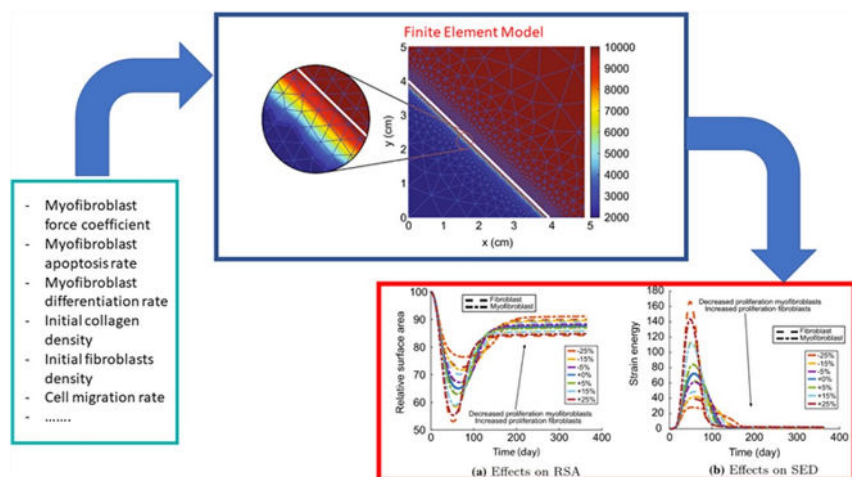 Finite Element Model
5
4
3
2
1
0
y (cm)
0 1 2 3 4 5
x (cm)
10000
9000
8000
7000
6000
5000
4000
3000
2000
- Myofibroblast
force coefficient
- Myofibroblast
apoptosis rate
- Myofibroblast
differentiation rate
- Initial collagen
density
- Initial fibroblasts
density
- Cell migration rate
- .......
100
90
80
70
60
50
Relative surface area
Fibroblast
Myofibroblast
-25%
-15%
-5%
+0%
+5%
+15%
+25%
Decreased proliferation myofibroblasts
Increased proliferation fibroblasts
0 100 200 300 400
Time (day)
(a) Effects on RSA
180
160
140
120
100
80
60
40
20
0
Strain energy
Decreased proliferation myofibroblasts
Increased proliferation fibroblasts
Fibroblast
Myofibroblast
-25%
-15%
-5%
+0%
+5%
+15%
+25%
0 100 200 300 400
Time (day)
(b) Effects on SED